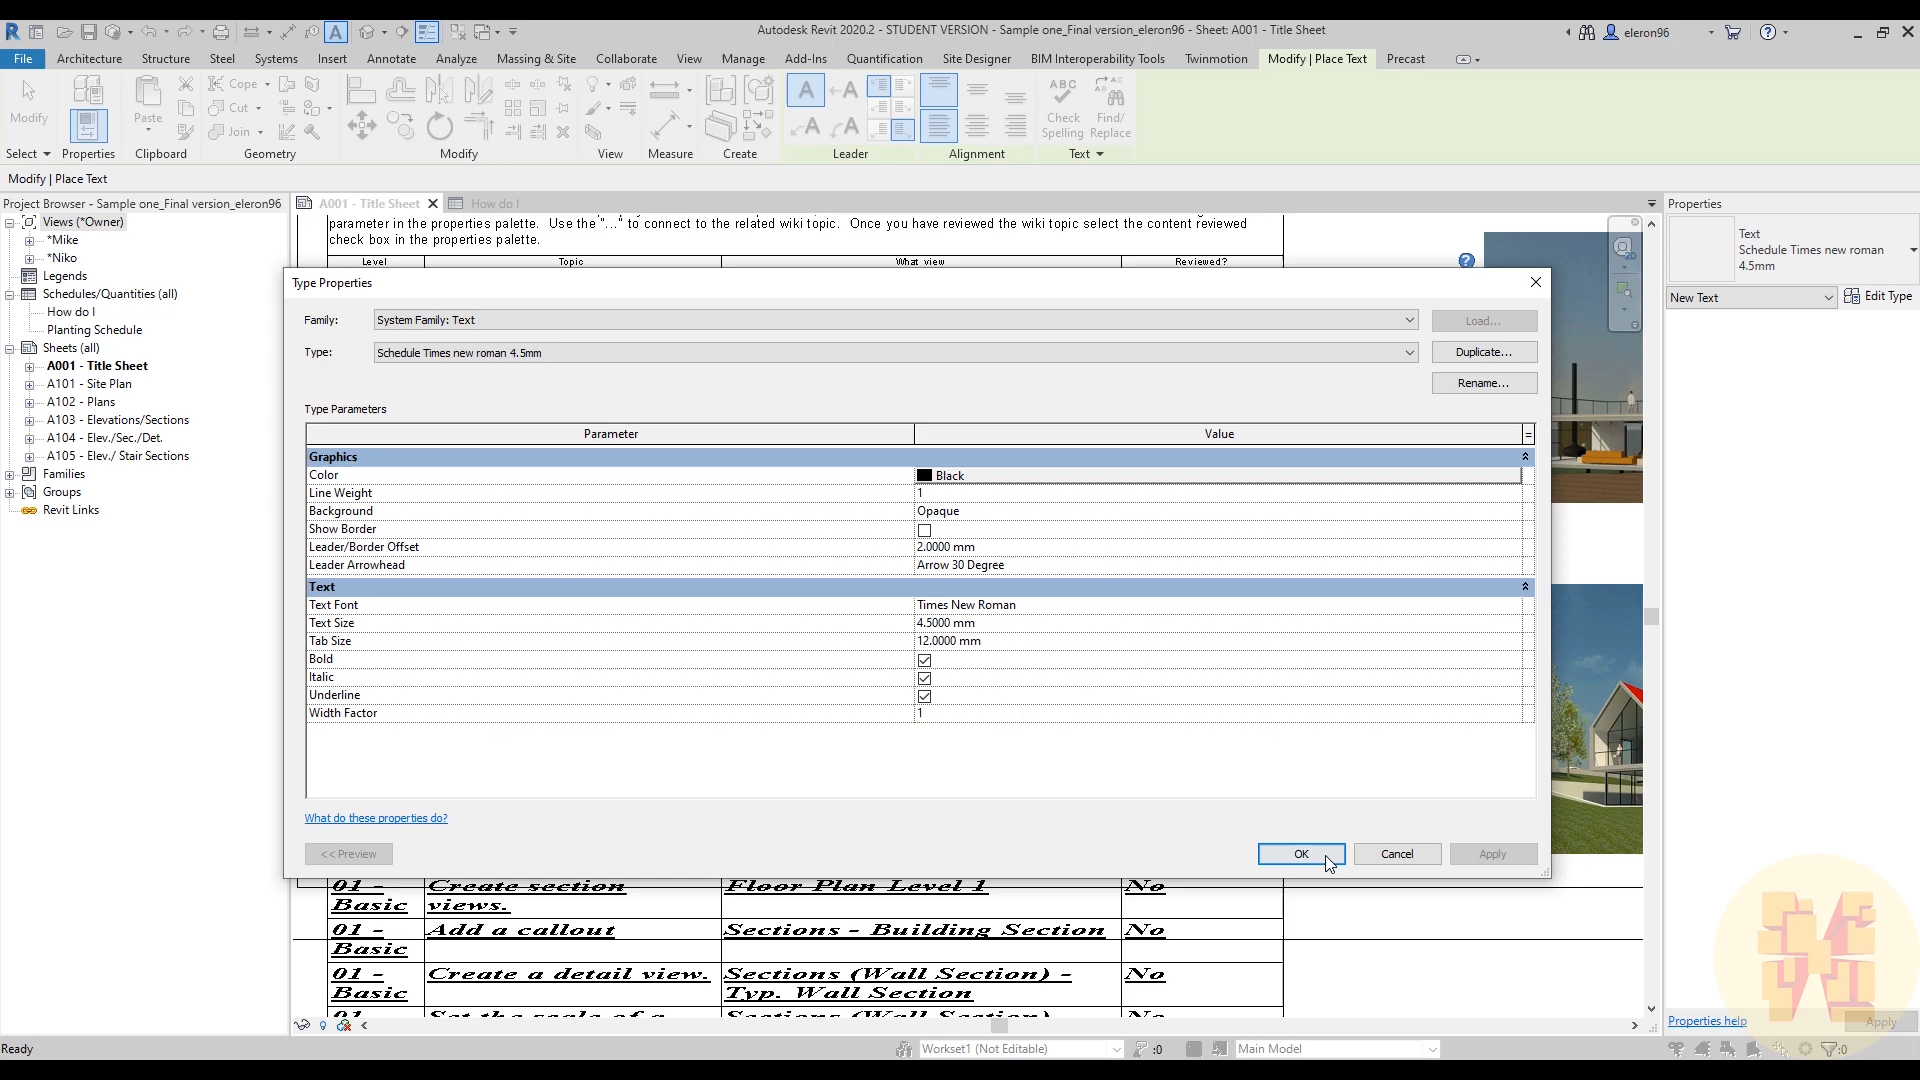 Autodesk Revit 2020.2 - STUDENT VERSION - Sample one_Final version_eleron96 - Sheet: A001 - Title Sheet
eleron96
File Architecture Structure Steel Systems Insert Annotate Analyze Massing & Site Collaborate View Manage Add-Ins Quantification Site Designer BIM Interoperability Tools Twinmotion Modify | Place Text Precast
Modify
Paste
Cope
Cut
Join
Check Spelling
Find/ Replace
Select Properties Clipboard Geometry Modify View Measure Create Leader Alignment Text
Modify | Place Text
Project Browser - Sample one_Final version_eleron96
Views (*Owner)
*Mike
*Niko
Legends
Schedules/Quantities (all)
How do I
Planting Schedule
Sheets (all)
A001 - Title Sheet
A101 - Site Plan
A102 - Plans
A103 - Elevations/Sections
A104 - Elev./Sec./Det.
A105 - Elev./ Stair Sections
Families
Groups
Revit Links
A001 - Title Sheet How do I
parameter in the properties palette. Use the "..." to connect to the related wiki topic. Once you have reviewed the wiki topic select the content reviewed
check box in the properties palette.
Level Topic What view Reviewed?
Type Properties
Family: System Family: Text Load...
Type: Schedule Times new roman 4.5mm Duplicate...
Rename...
Type Parameters
Parameter Value =
Graphics
Color Black
Line Weight 1
Background Opaque
Show Border
Leader/Border Offset 2.0000 mm
Leader Arrowhead Arrow 30 Degree
Text
Text Font Times New Roman
Text Size 4.5000 mm
Tab Size 12.0000 mm
Bold
Italic
Underline
Width Factor 1
What do these properties do?
<< Preview OK Cancel Apply
01 - Create section Floor Plan Level 1 No
Basic views.
01 - Add a callout Sections - Building Section No
Basic
01 - Create a detail view. Sections (Wall Section) - No
Basic Typ. Wall Section
01 - Set the scale of a Sections (Wall Section) No
Properties
Text
Schedule Times new roman
4.5mm
New Text Edit Type
Properties help Apply
Ready Workset1 (Not Editable) :0 Main Model :0